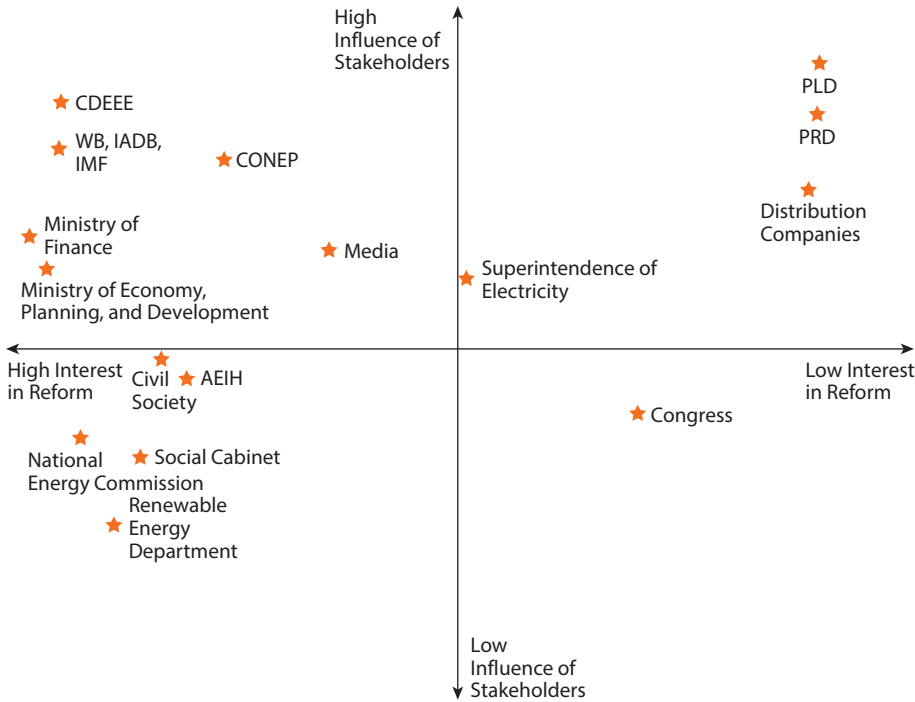 High
Influence of
Stakeholders
PLD
CDEEE
PRD
WB, IADB,
IMF
CONEP
Distribution
Companies
Ministry of
Finance
Media
Superintendence of
Electricity
Ministry of Economy,
Planning, and Development
High Interest
in Reform
Low Interest
in Reform
Civil
Society
AEIH
Congress
National
Energy Commission
Social Cabinet
Renewable
Energy
Department
Low
Influence of
Stakeholders